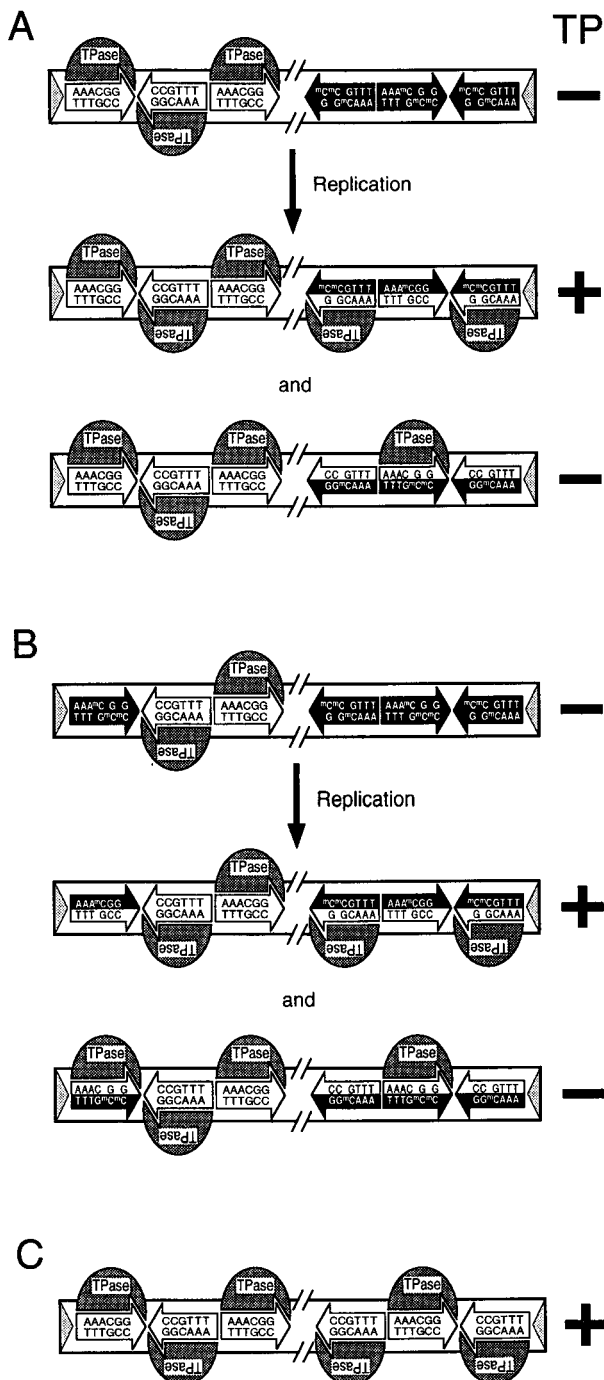 A
TP
TPase TPase
AAACGG CCGTTT AAACGG // ᵐCᵐC GTTT AAAᵐC G G ᵐCᵐC GTTT −
TTTGCC GGCAAA TTTGCC G GᵐCAAA TTT GᵐCᵐC G GᵐCAAA
TPase
Replication
TPase TPase
AAACGG CCGTTT AAACGG // ᵐCᵐCGTTT AAAᵐCGG ᵐCᵐCGTTT +
TTTGCC GGCAAA TTTGCC G GCAAA TTT GCC G GCAAA
TPase TPase TPase
and
TPase TPase TPase
AAACGG CCGTTT AAACGG // CC GTTT AAAC G G CC GTTT −
TTTGCC GGCAAA TTTGCC GGᵐCAAA TTTGᵐCᵐC GGᵐCAAA
TPase
B
TPase
AAAᵐC G G CCGTTT AAACGG // ᵐCᵐC GTTT AAAᵐC G G ᵐCᵐC GTTT −
TTT GᵐCᵐC GGCAAA TTTGCC G GᵐCAAA TTT GᵐCᵐC G GᵐCAAA
TPase
Replication
TPase
AAAᵐCGG CCGTTT AAACGG // ᵐCᵐCGTTT AAAᵐCGG ᵐCᵐCGTTT +
TTT GCC GGCAAA TTTGCC G GCAAA TTT GCC G GCAAA
TPase TPase TPase
and
TPase TPase TPase
AAAC G G CCGTTT AAACGG // CC GTTT AAAC G G CC GTTT −
TTTGᵐCᵐC GGCAAA TTTGCC GGᵐCAAA TTTGᵐCᵐC GGᵐCAAA
TPase
C
TPase TPase TPase
AAACGG CCGTTT AAACGG // CCGTTT AAACGG CCGTTT +
TTTGCC GGCAAA TTTGCC GGCAAA TTTGCC GGCAAA
TPase TPase TPase